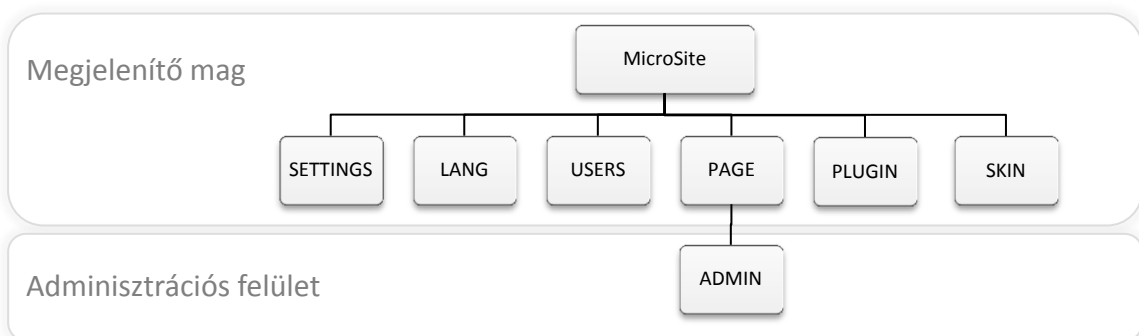 MicroSite
Megjelenítő mag
SETTINGS
LANG
USERS
PAGE
PLUGIN
SKIN
Adminisztrációs felület
ADMIN